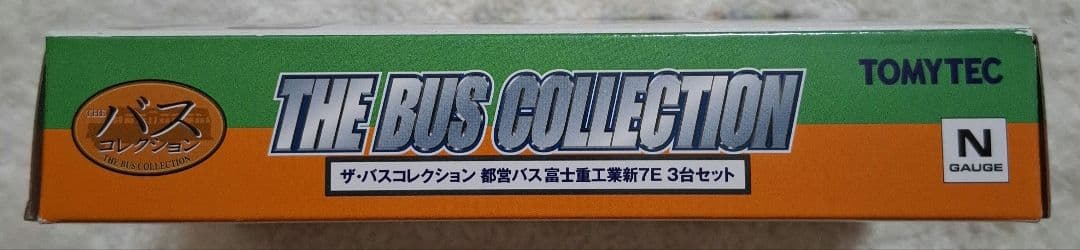 THE
バス
コレクション
THE BUS COLLECTION
THE BUS COLLECTION
ザ・バスコレクション 都営バス富士重工業新7E 3台セット
TOMYTEC
N
GAUGE